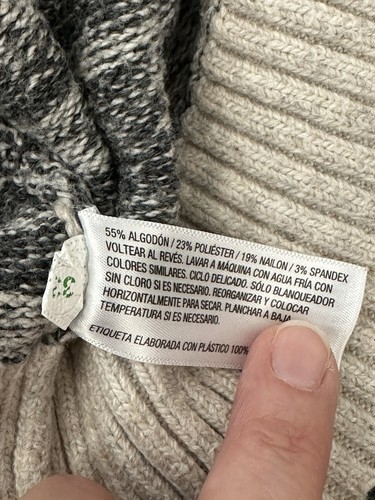 55% ALGODÓN / 23% POLIÉSTER / 19% NAILON / 3% SPANDEX
VOLTEAR AL REVÉS. LAVAR A MÁQUINA CON AGUA FRÍA CON
COLORES SIMILARES. CICLO DELICADO. SÓLO BLANQUEADOR
SIN CLORO SI ES NECESARIO. REORGANIZAR Y COLOCAR
HORIZONTALMENTE PARA SECAR. PLANCHAR A BAJA
TEMPERATURA SI ES NECESARIO.
ETIQUETA ELABORADA CON PLÁSTICO 100%